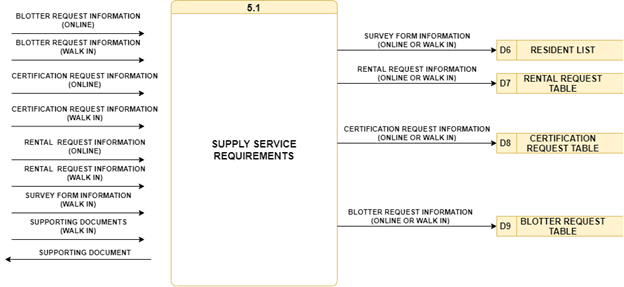 BLOTTER REQUEST INFORMATION
(ONLINE)
BLOTTER REQUEST INFORMATION
(WALK IN)
CERTIFICATION REQUEST INFORMATION
(ONLINE)
CERTIFICATION REQUEST INFORMATION
(WALK IN)
RENTAL REQUEST INFORMATION
(ONLINE)
RENTAL REQUEST INFORMATION
(WALK IN)
SURVEY FORM INFORMATION
(WALK IN)
SUPPORTING DOCUMENTS
(WALK IN)
SUPPORTING DOCUMENT
5.1
SUPPLY SERVICE
REQUIREMENTS
SURVEY FORM INFORMATION
(ONLINE OR WALK IN)
D6 RESIDENT LIST
RENTAL REQUEST INFORMATION
(ONLINE OR WALK IN)
D7 RENTAL REQUEST
TABLE
CERTIFICATION REQUEST INFORMATION
(ONLINE OR WALK IN)
D8 CERTIFICATION
REQUEST TABLE
BLOTTER REQUEST INFORMATION
(ONLINE OR WALK IN)
D9 BLOTTER REQUEST
TABLE